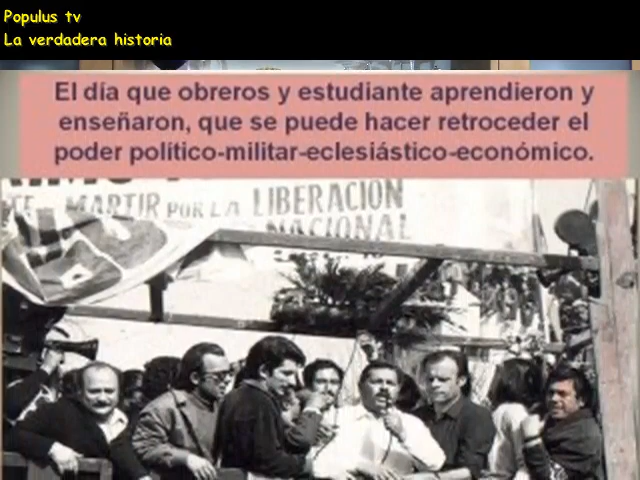 Populus tv
La verdadera historia
El día que obreros y estudiante aprendieron y
enseñaron, que se puede hacer retroceder el
poder político-militar-eclesiástico-económico.
MARTIR POR LA LIBERACION
NACIONAL